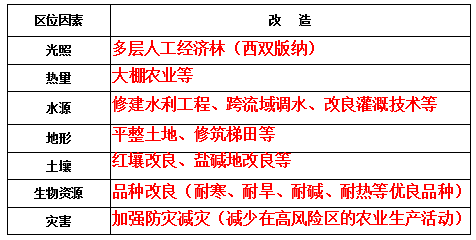 区位因素 改 造
光照 多层人工经济林（西双版纳）
热量 大棚农业等
水源 修建水利工程、跨流域调水、改良灌溉技术等
地形 平整土地、修筑梯田等
土壤 红壤改良、盐碱地改良等
生物资源 品种改良（耐寒、耐旱、耐碱、耐热等优良品种）
灾害 加强防灾减灾（减少在高风险区的农业生产活动）